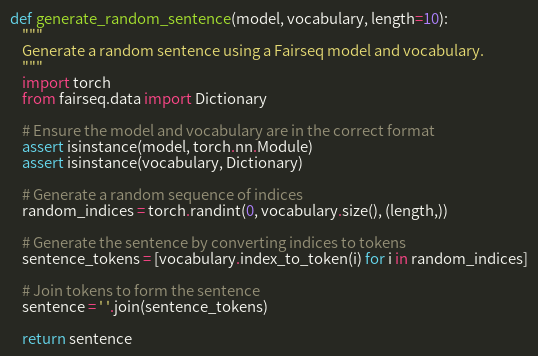 def generate_random_sentence(model, vocabulary, length=10):
    """
    Generate a random sentence using a Fairseq model and vocabulary.
    """
    import torch
    from fairseq.data import Dictionary

    # Ensure the model and vocabulary are in the correct format
    assert isinstance(model, torch.nn.Module)
    assert isinstance(vocabulary, Dictionary)

    # Generate a random sequence of indices
    random_indices = torch.randint(0, vocabulary.size(), (length,))

    # Generate the sentence by converting indices to tokens
    sentence_tokens = [vocabulary.index_to_token(i) for i in random_indices]

    # Join tokens to form the sentence
    sentence = ' '.join(sentence_tokens)

    return sentence